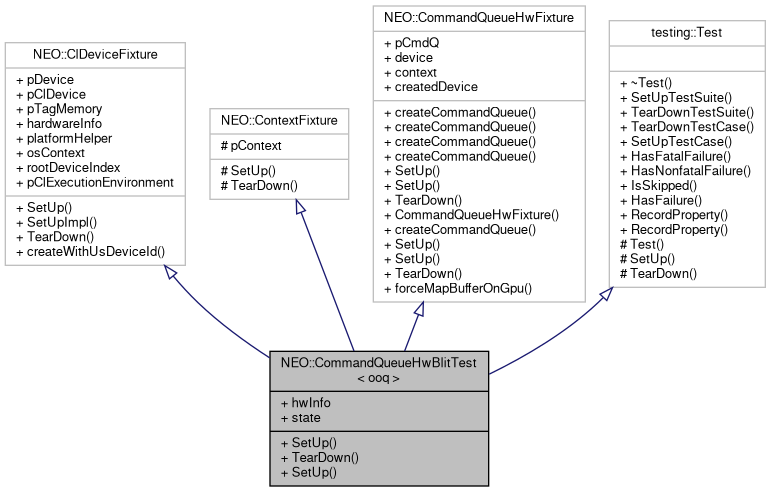 NEO::ClDeviceFixture
+ pDevice
+ pClDevice
+ pTagMemory
+ hardwareInfo
+ platformHelper
+ osContext
+ rootDeviceIndex
+ pClExecutionEnvironment
+ SetUp()
+ SetUpImpl()
+ TearDown()
+ createWithUsDeviceId()
NEO::ContextFixture
# pContext
# SetUp()
# TearDown()
NEO::CommandQueueHwFixture
+ pCmdQ
+ device
+ context
+ createdDevice
+ createCommandQueue()
+ createCommandQueue()
+ createCommandQueue()
+ createCommandQueue()
+ SetUp()
+ SetUp()
+ TearDown()
+ CommandQueueHwFixture()
+ createCommandQueue()
+ SetUp()
+ SetUp()
+ TearDown()
+ forceMapBufferOnGpu()
testing::Test
+ ~Test()
+ SetUpTestSuite()
+ TearDownTestSuite()
+ TearDownTestCase()
+ SetUpTestCase()
+ HasFatalFailure()
+ HasNonfatalFailure()
+ IsSkipped()
+ HasFailure()
+ RecordProperty()
+ RecordProperty()
# Test()
# SetUp()
# TearDown()
NEO::CommandQueueHwBlitTest
< ooq >
+ hwInfo
+ state
+ SetUp()
+ TearDown()
+ SetUp()